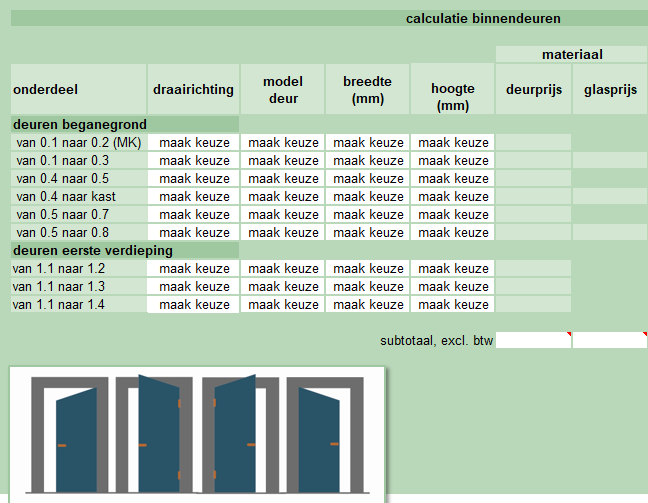 calculatie binnendeuren
materiaal
onderdeel draairichting model deur breedte (mm) hoogte (mm) deurprijs glasprijs
deuren beganegrond
van 0.1 naar 0.2 (MK) maak keuze maak keuze maak keuze maak keuze
van 0.1 naar 0.3 maak keuze maak keuze maak keuze maak keuze
van 0.4 naar 0.5 maak keuze maak keuze maak keuze maak keuze
van 0.4 naar kast maak keuze maak keuze maak keuze maak keuze
van 0.5 naar 0.7 maak keuze maak keuze maak keuze maak keuze
van 0.5 naar 0.8 maak keuze maak keuze maak keuze maak keuze
deuren eerste verdieping
van 1.1 naar 1.2 maak keuze maak keuze maak keuze maak keuze
van 1.1 naar 1.3 maak keuze maak keuze maak keuze maak keuze
van 1.1 naar 1.4 maak keuze maak keuze maak keuze maak keuze
subtotaal, excl. btw